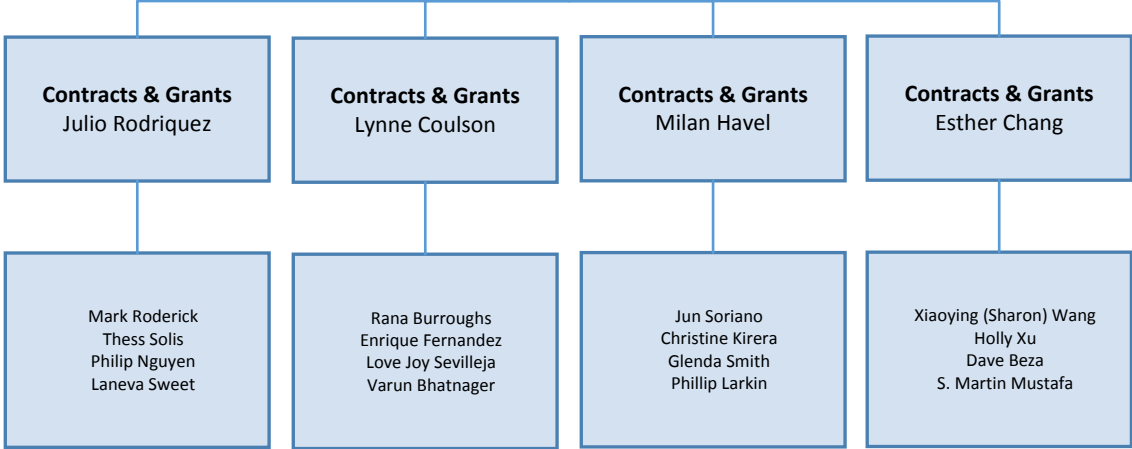 Contracts & Grants
Julio Rodriquez
Contracts & Grants
Lynne Coulson
Contracts & Grants
Milan Havel
Contracts & Grants
Esther Chang
Mark Roderick
Thess Solis
Philip Nguyen
Laneva Sweet
Rana Burroughs
Enrique Fernandez
Love Joy Sevilleja
Varun Bhatnager
Jun Soriano
Christine Kirera
Glenda Smith
Phillip Larkin
Xiaoying (Sharon) Wang
Holly Xu
Dave Beza
S. Martin Mustafa